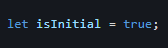 let isInitial = true;